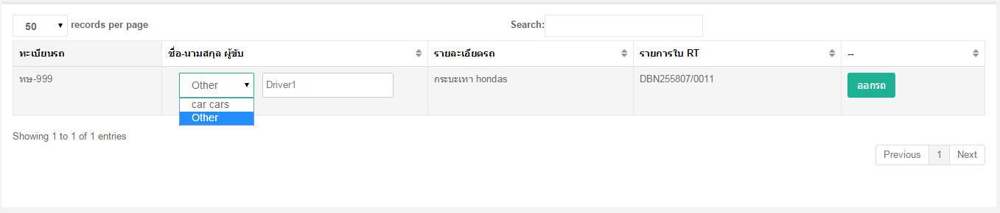 50 records per page Search:
ทะเบียนรถ ชื่อ-นามสกุล ผู้ขับ รายละเอียดรถ รายการใบ RT --
ทษ-999 Other Driver1 กระบะเทา hondas DBN255807/0011 ออกรถ
car cars
Other
Showing 1 to 1 of 1 entries
Previous 1 Next